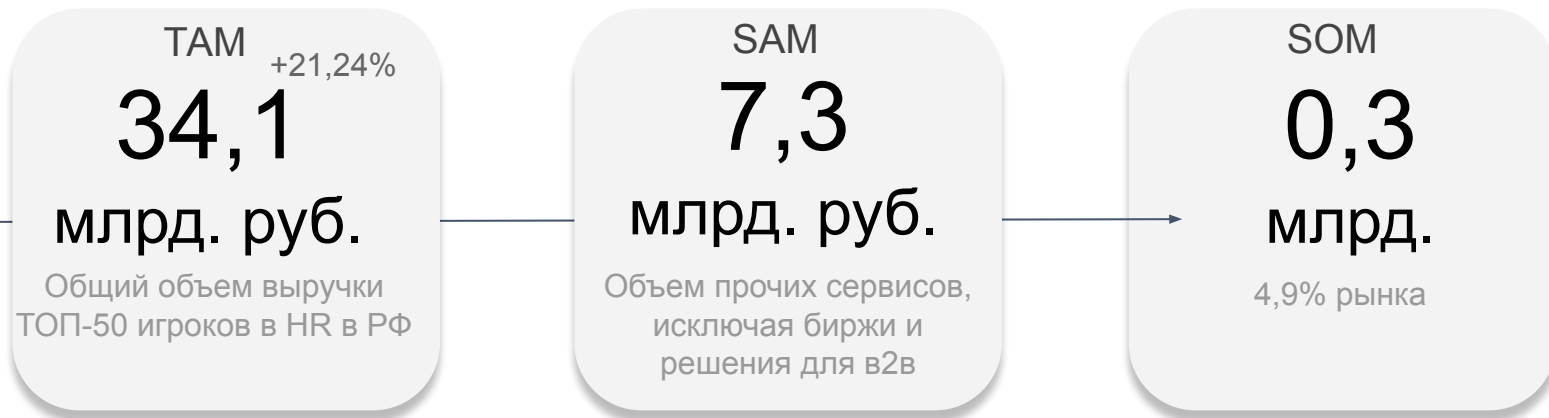 TAM
+21,24%
34,1
млрд. руб.
Общий объем выручки
ТОП-50 игроков в HR в РФ
SAM
7,3
млрд. руб.
Объем прочих сервисов,
исключая биржи и
решения для в2в
SOM
0,3
млрд.
4,9% рынка